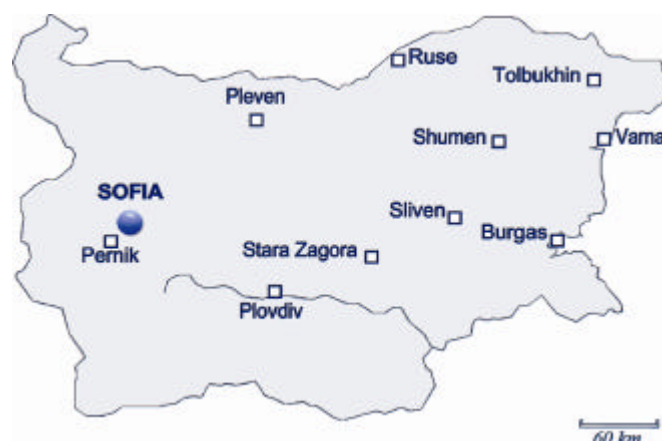 Ruse
Tolbukhin
Pleven
Shumen
Varna
SOFIA
Sliven
Burgas
Pernik
Stara Zagora
Plovdiv
60 km